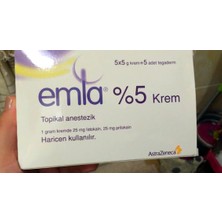 5x5 g Krem + 5 adet
emla® %5 Krem
Topikal anestezik
1 gram kremde 25 mg lidokain, 25 mg prilokain
Haricen kullanılır.
AstraZeneca